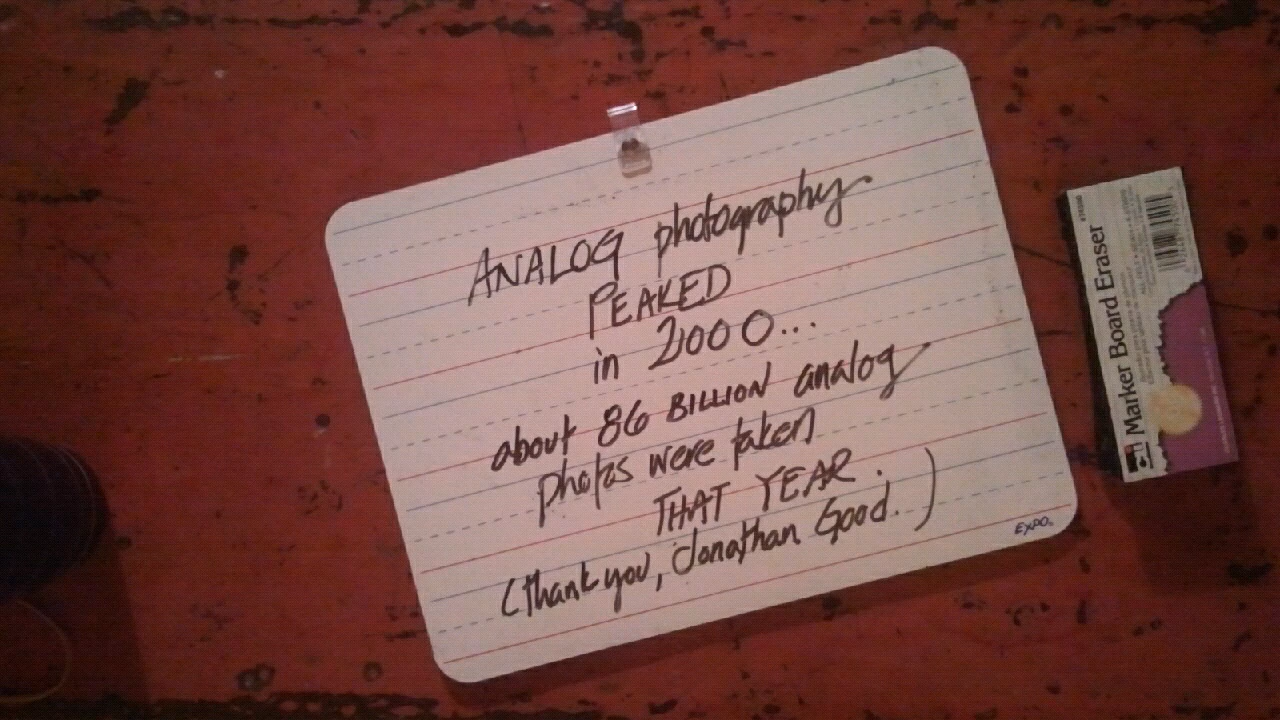 ANALOG photography
PEAKED
in 2000...
about 86 BILLION analog
photos were taken
THAT YEAR.
(thank you, Jonathan Good.)
EXPO
Marker Board Eraser